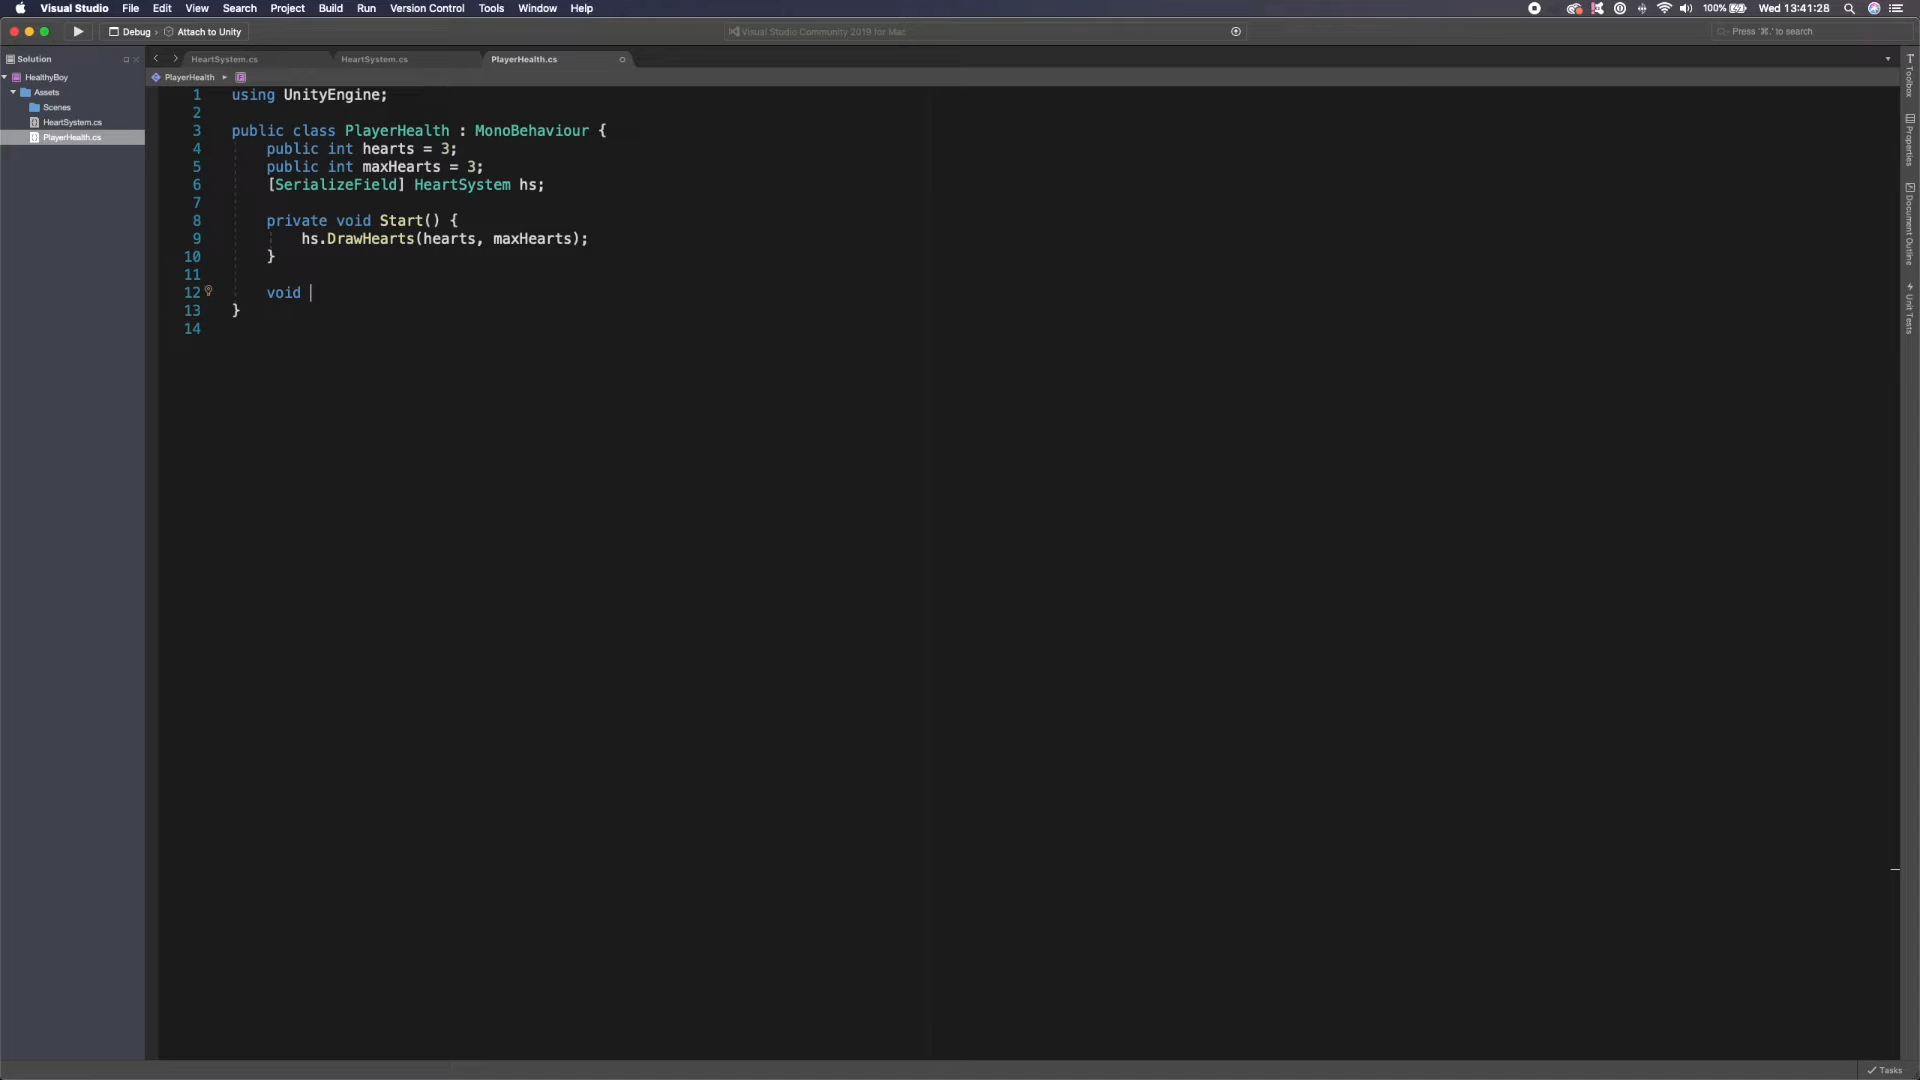 Visual Studio File Edit View Search Project Build Run Version Control Tools Window Help 100% Wed 13:41:28
Debug › Attach to Unity Visual Studio Community 2019 for Mac Press '⌘.' to search
Solution HeartSystem.cs HeartSystem.cs PlayerHealth.cs
HealthyBoy PlayerHealth
Assets
Scenes
HeartSystem.cs
PlayerHealth.cs
1 using UnityEngine;
2
3 public class PlayerHealth : MonoBehaviour {
4 public int hearts = 3;
5 public int maxHearts = 3;
6 [SerializeField] HeartSystem hs;
7
8 private void Start() {
9 hs.DrawHearts(hearts, maxHearts);
10 }
11
12 void
13 }
14
Toolbox
Properties
Document Outline
Unit Tests
Tasks